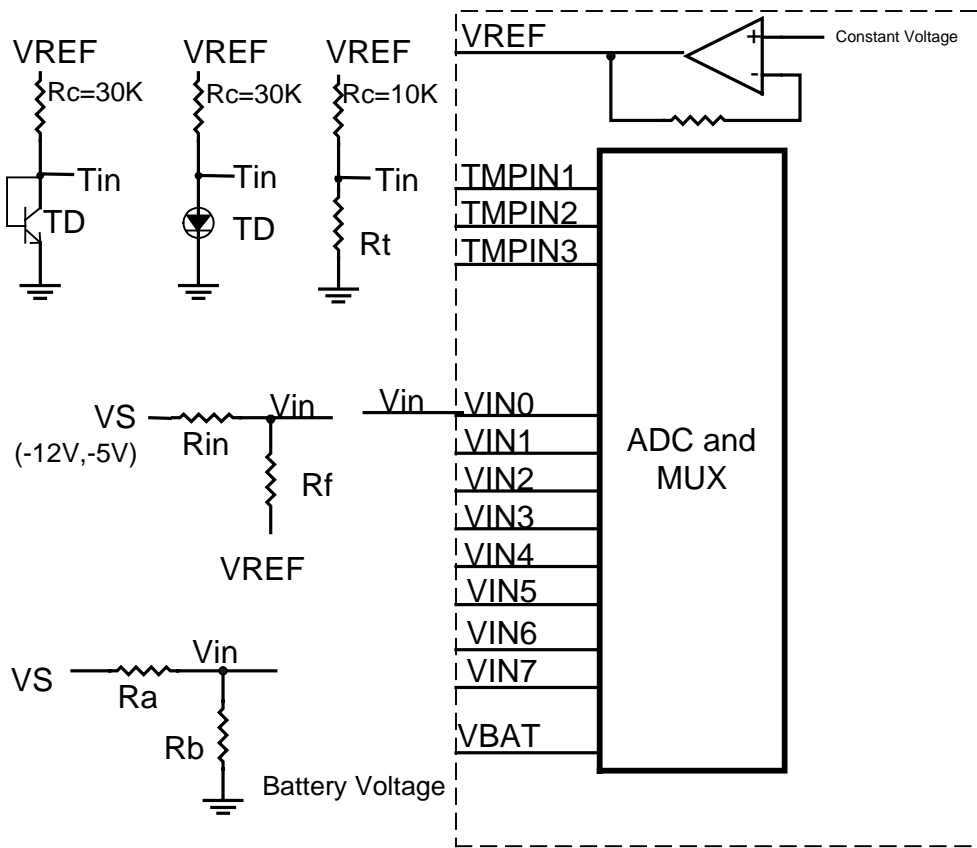 VREF
VREF
VREF
VREF
Constant Voltage
+
-
Rc=30K
Rc=30K
Rc=10K
Tin
Tin
Tin
TD
TD
Rt
TMPIN1
TMPIN2
TMPIN3
VS
(-12V,-5V)
Rin
Vin
Rf
VREF
Vin
VIN0
VIN1
VIN2
VIN3
VIN4
VIN5
VIN6
VIN7
VBAT
ADC and
MUX
VS
Ra
Vin
Rb
Battery Voltage